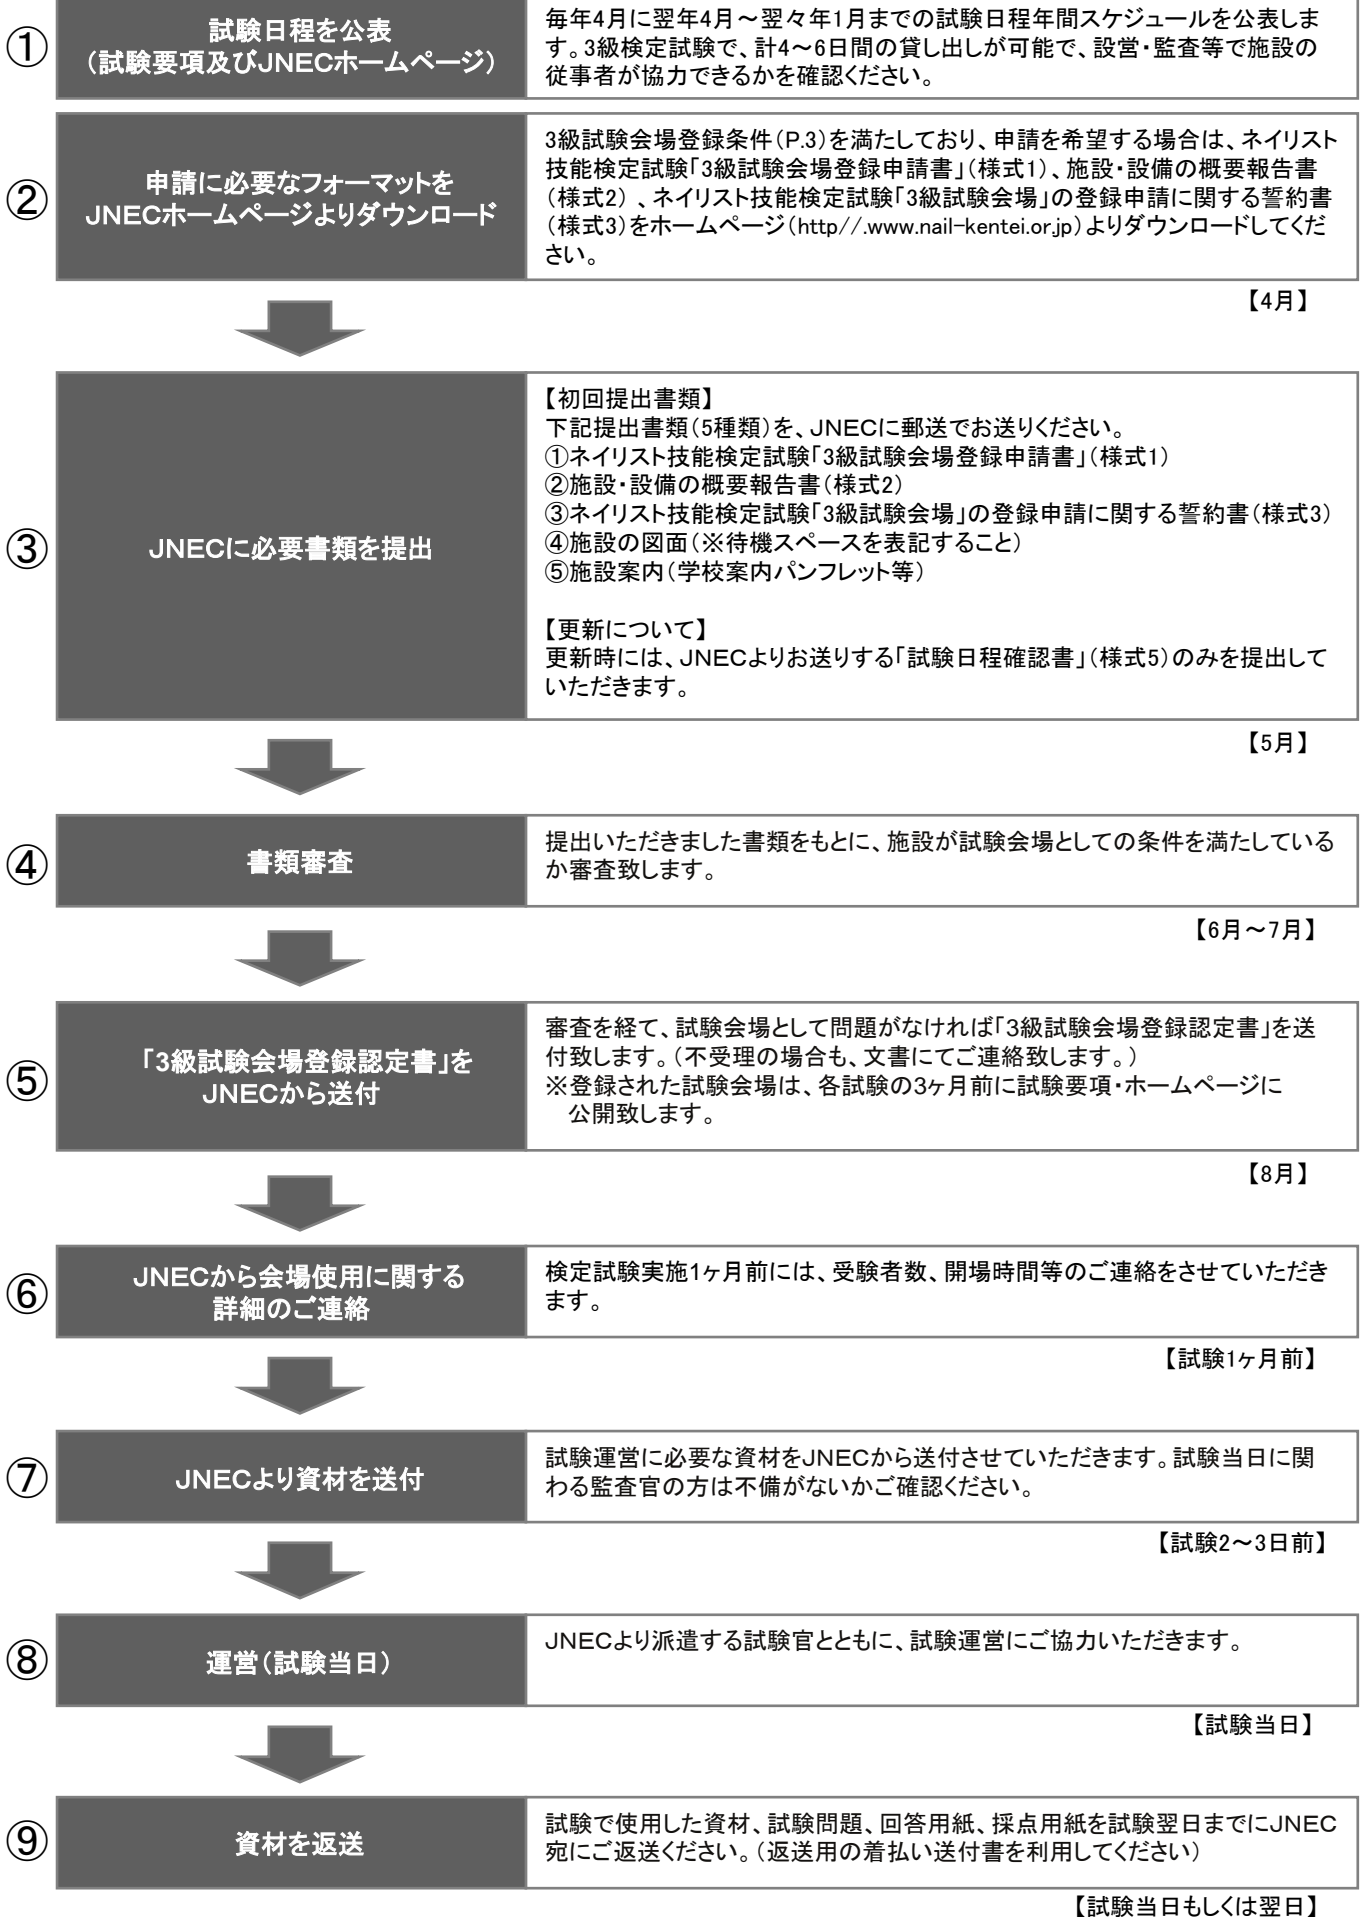 ①
試験日程を公表
（試験要項及びJNECホームページ）
毎年4月に翌年4月～翌々年1月までの試験日程年間スケジュールを公表しま
す。3級検定試験で、計4～6日間の貸し出しが可能で、設営・監査等で施設の
従事者が協力できるかを確認ください。
②
申請に必要なフォーマットを
JNECホームページよりダウンロード
3級試験会場登録条件（P.3）を満たしており、申請を希望する場合は、ネイリスト
技能検定試験「3級試験会場登録申請書」（様式1）、施設・設備の概要報告書
（様式2）、ネイリスト技能検定試験「3級試験会場」の登録申請に関する誓約書
（様式3）をホームページ（http//.www.nail-kentei.or.jp）よりダウンロードしてくだ
さい。
【4月】
③
JNECに必要書類を提出
【初回提出書類】
下記提出書類（5種類）を、JNECに郵送でお送りください。
①ネイリスト技能検定試験「3級試験会場登録申請書」（様式1）
②施設・設備の概要報告書（様式2）
③ネイリスト技能検定試験「3級試験会場」の登録申請に関する誓約書（様式3）
④施設の図面（※待機スペースを表記すること）
⑤施設案内（学校案内パンフレット等）
【更新について】
更新時には、JNECよりお送りする「試験日程確認書」（様式5）のみを提出して
いただきます。
【5月】
④
書類審査
提出いただきました書類をもとに、施設が試験会場としての条件を満たしている
か審査致します。
【6月～7月】
⑤
「3級試験会場登録認定書」を
JNECから送付
審査を経て、試験会場として問題がなければ「3級試験会場登録認定書」を送
付致します。（不受理の場合も、文書にてご連絡致します。）
※登録された試験会場は、各試験の3ヶ月前に試験要項・ホームページに
公開致します。
【8月】
⑥
JNECから会場使用に関する
詳細のご連絡
検定試験実施1ヶ月前には、受験者数、開場時間等のご連絡をさせていただき
ます。
【試験1ヶ月前】
⑦
JNECより資材を送付
試験運営に必要な資材をJNECから送付させていただきます。試験当日に関
わる監査官の方は不備がないかご確認ください。
【試験2～3日前】
⑧
運営（試験当日）
JNECより派遣する試験官とともに、試験運営にご協力いただきます。
【試験当日】
⑨
資材を返送
試験で使用した資材、試験問題、回答用紙、採点用紙を試験翌日までにJNEC
宛にご返送ください。（返送用の着払い送付書を利用してください）
【試験当日もしくは翌日】